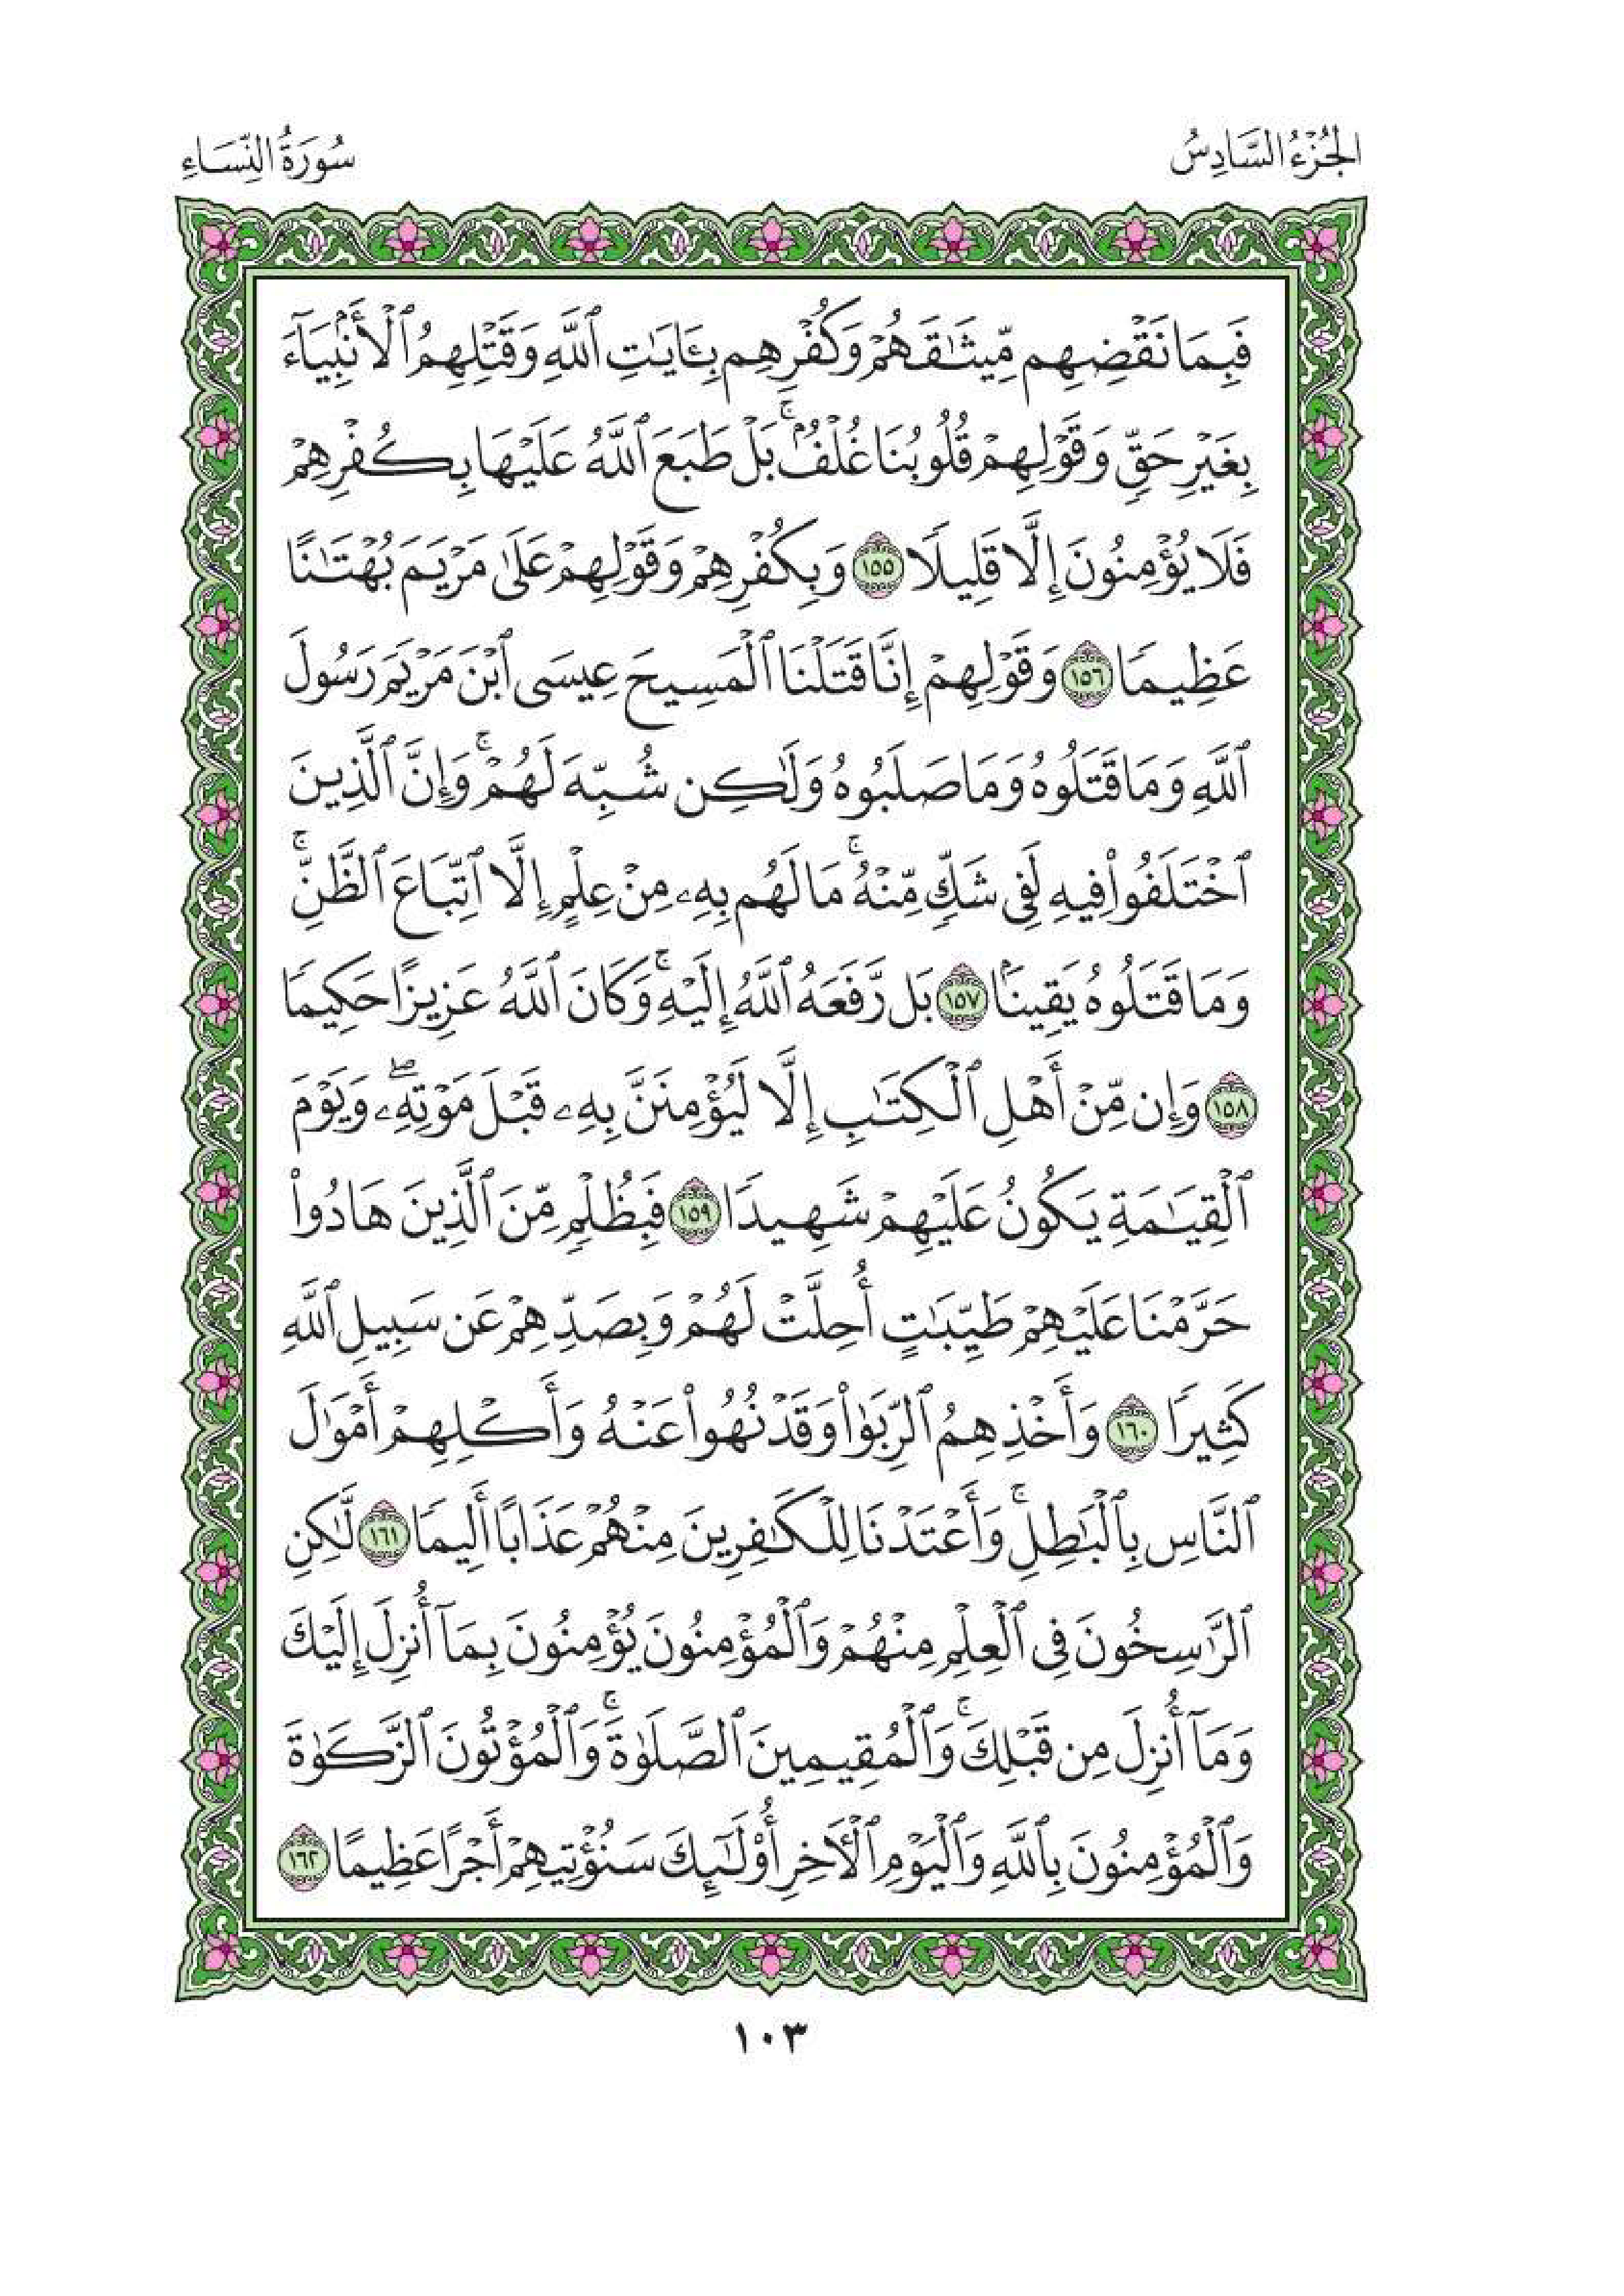 الجُزْءُ السَّادِسُ
سُورَةُ النِّسَاءِ
فَبِمَا نَقۡضِهِم مِّيثَٰقَهُمۡ وَكُفۡرِهِم بِـَٔايَٰتِ ٱللَّهِ وَقَتۡلِهِمُ ٱلۡأَنۢبِيَآءَ
بِغَيۡرِ حَقّٖ وَقَوۡلِهِمۡ قُلُوبُنَا غُلۡفُۢۚ بَلۡ طَبَعَ ٱللَّهُ عَلَيۡهَا بِكُفۡرِهِمۡ
فَلَا يُؤۡمِنُونَ إِلَّا قَلِيلٗا ١٥٥ وَبِكُفۡرِهِمۡ وَقَوۡلِهِمۡ عَلَىٰ مَرۡيَمَ بُهۡتَٰنًا
عَظِيمٗا ١٥٦ وَقَوۡلِهِمۡ إِنَّا قَتَلۡنَا ٱلۡمَسِيحَ عِيسَى ٱبۡنَ مَرۡيَمَ رَسُولَ
ٱللَّهِ وَمَا قَتَلُوهُ وَمَا صَلَبُوهُ وَلَٰكِن شُبِّهَ لَهُمۡۚ وَإِنَّ ٱلَّذِينَ
ٱخۡتَلَفُواْ فِيهِ لَفِي شَكّٖ مِّنۡهُۚ مَا لَهُم بِهِۦ مِنۡ عِلۡمٍ إِلَّا ٱتِّبَاعَ ٱلظَّنِّۚ
وَمَا قَتَلُوهُ يَقِينَۢا ١٥٧ بَل رَّفَعَهُ ٱللَّهُ إِلَيۡهِۚ وَكَانَ ٱللَّهُ عَزِيزًا حَكِيمٗا
١٥٨ وَإِن مِّنۡ أَهۡلِ ٱلۡكِتَٰبِ إِلَّا لَيُؤۡمِنَنَّ بِهِۦ قَبۡلَ مَوۡتِهِۦۖ وَيَوۡمَ
ٱلۡقِيَٰمَةِ يَكُونُ عَلَيۡهِمۡ شَهِيدٗا ١٥٩ فَبِظُلۡمٖ مِّنَ ٱلَّذِينَ هَادُواْ
حَرَّمۡنَا عَلَيۡهِمۡ طَيِّبَٰتٍ أُحِلَّتۡ لَهُمۡ وَبِصَدِّهِمۡ عَن سَبِيلِ ٱللَّهِ
كَثِيرٗا ١٦٠ وَأَخۡذِهِمُ ٱلرِّبَوٰاْ وَقَدۡ نُهُواْ عَنۡهُ وَأَكۡلِهِمۡ أَمۡوَٰلَ
ٱلنَّاسِ بِٱلۡبَٰطِلِۚ وَأَعۡتَدۡنَا لِلۡكَٰفِرِينَ مِنۡهُمۡ عَذَابًا أَلِيمٗا ١٦١ لَّٰكِنِ
ٱلرَّٰسِخُونَ فِي ٱلۡعِلۡمِ مِنۡهُمۡ وَٱلۡمُؤۡمِنُونَ يُؤۡمِنُونَ بِمَآ أُنزِلَ إِلَيۡكَ
وَمَآ أُنزِلَ مِن قَبۡلِكَۚ وَٱلۡمُقِيمِينَ ٱلصَّلَوٰةَۚ وَٱلۡمُؤۡتُونَ ٱلزَّكَوٰةَ
وَٱلۡمُؤۡمِنُونَ بِٱللَّهِ وَٱلۡيَوۡمِ ٱلۡأٓخِرِ أُوْلَٰٓئِكَ سَنُؤۡتِيهِمۡ أَجۡرًا عَظِيمًا ١٦٢
١٠٣